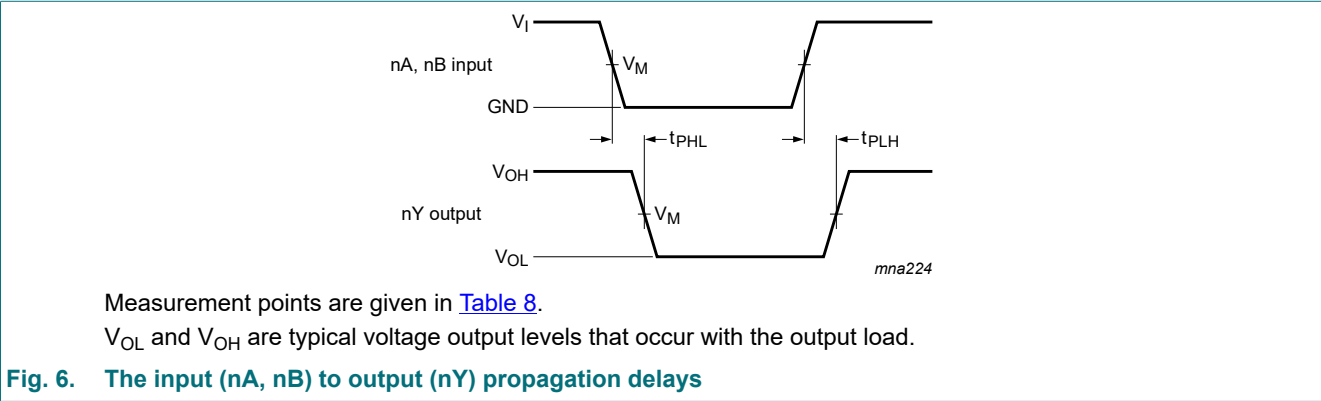 V_I
nA, nB input
V_M
GND
t_PHL
t_PLH
V_OH
nY output
V_M
V_OL
mna224
Measurement points are given in Table 8.
V_OL and V_OH are typical voltage output levels that occur with the output load.
Fig. 6. The input (nA, nB) to output (nY) propagation delays